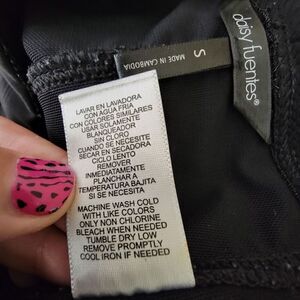 daisy fuentes®
S
MADE IN CAMBODIA
LAVAR EN LAVADORA
CON AGUA FRIA
CON COLORES SIMILARES
USAR SOLAMENTE
BLANQUEADOR
SIN CLORO
CUANDO SE NECESITE
SECAR EN SECADORA
CICLO LENTO
REMOVER
INMEDIATAMENTE
PLANCHAR A
TEMPERATURA BAJITA
SI SE NECESITA
MACHINE WASH COLD
WITH LIKE COLORS
ONLY NON CHLORINE
BLEACH WHEN NEEDED
TUMBLE DRY LOW
REMOVE PROMPTLY
COOL IRON IF NEEDED